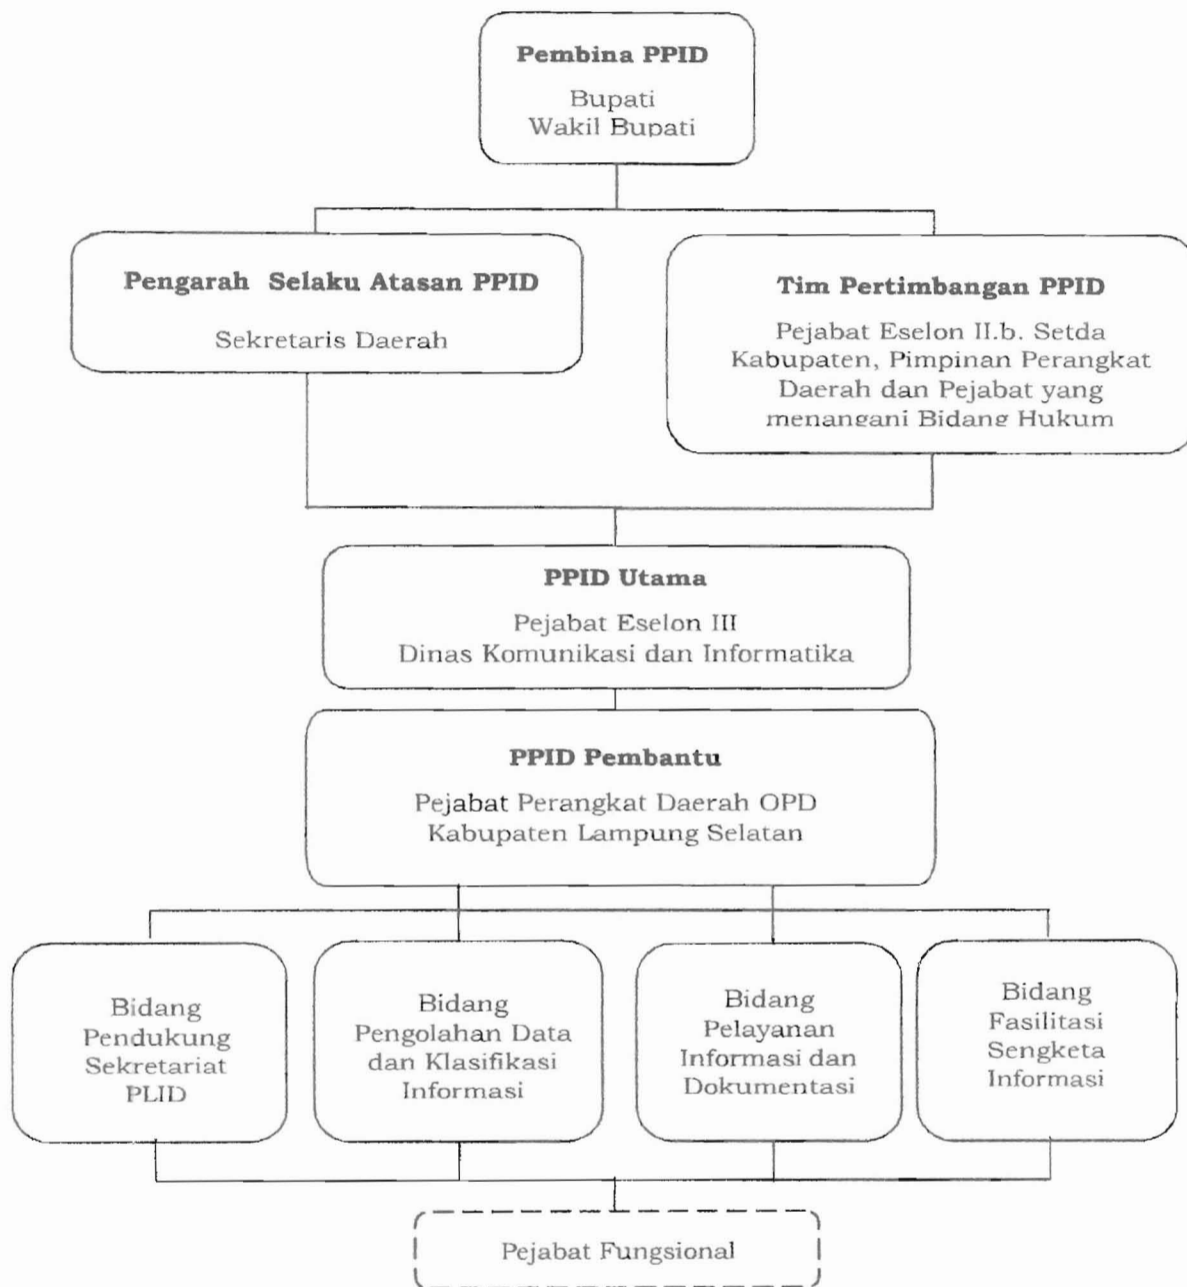 Pembina PPID
Bupati
Wakil Bupati
Pengarah Selaku Atasan PPID
Sekretaris Daerah
Tim Pertimbangan PPID
Pejabat Eselon II.b. Setda
Kabupaten, Pimpinan Perangkat
Daerah dan Pejabat yang
menangani Bidang Hukum
PPID Utama
Pejabat Eselon III
Dinas Komunikasi dan Informatika
PPID Pembantu
Pejabat Perangkat Daerah OPD
Kabupaten Lampung Selatan
Bidang
Pendukung
Sekretariat
PLID
Bidang
Pengolahan Data
dan Klasifikasi
Informasi
Bidang
Pelayanan
Informasi dan
Dokumentasi
Bidang
Fasilitasi
Sengketa
Informasi
Pejabat Fungsional